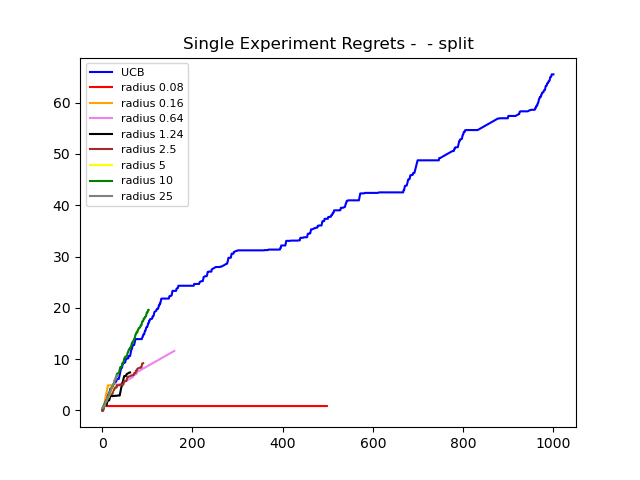 Single Experiment Regrets -  - split
UCB
radius 0.08
radius 0.16
radius 0.64
radius 1.24
radius 2.5
radius 5
radius 10
radius 25
60
50
40
30
20
10
0
0 200 400 600 800 1000